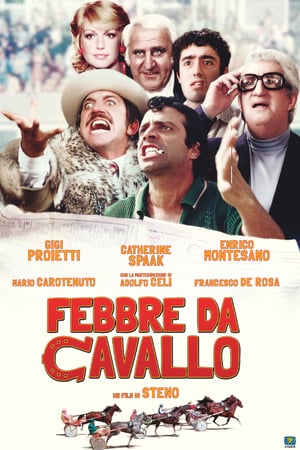 GIGI PROIETTI
CATHERINE SPAAK
ENRICO MONTESANO
MARIO CAROTENUTO
CON LA PARTECIPAZIONE DI ADOLFO CELI
FRANCESCO DE ROSA
FEBBRE DA
CAVALLO
UN FILM DI STENO